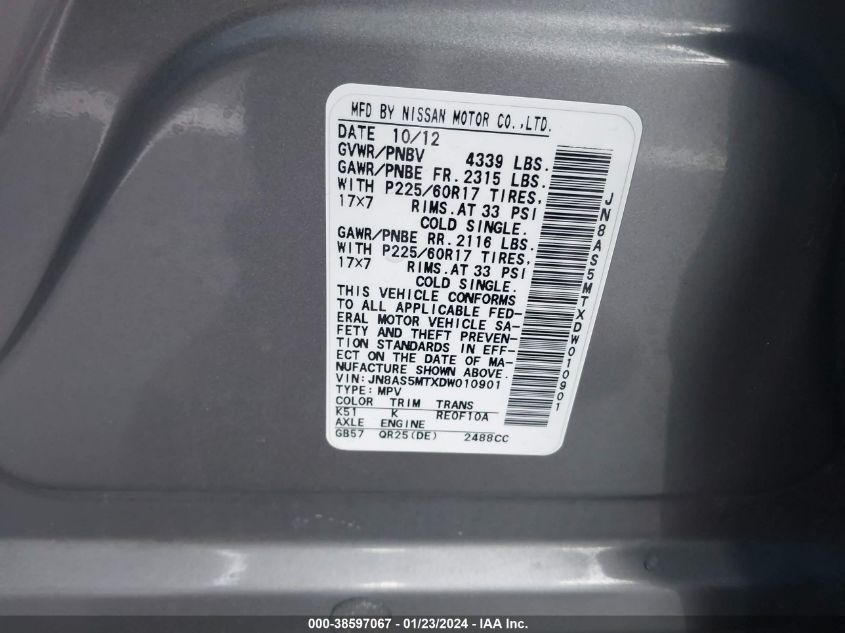 MFD BY NISSAN MOTOR CO.,LTD.
DATE 10/12
GVWR/PNBV 4339 LBS.
GAWR/PNBE FR. 2315 LBS.
WITH P225/60R17 TIRES,
17×7 RIMS.AT 33 PSI
COLD SINGLE.
GAWR/PNBE RR. 2116 LBS.
WITH P225/60R17 TIRES,
17×7 RIMS.AT 33 PSI
COLD SINGLE.
THIS VEHICLE CONFORMS
TO ALL APPLICABLE FED-
ERAL MOTOR VEHICLE SA-
FETY AND THEFT PREVEN-
TION STANDARDS IN EFF-
ECT ON THE DATE OF MA-
NUFACTURE SHOWN ABOVE.
VIN: JN8AS5MTXDW010901
TYPE: MPV
COLOR TRIM TRANS
K51 K RE0F10A
AXLE ENGINE
GB57 QR25(DE) 2488CC
JN8AS5MTXDW010901
000-38597067 - 01/23/2024 - IAA Inc.